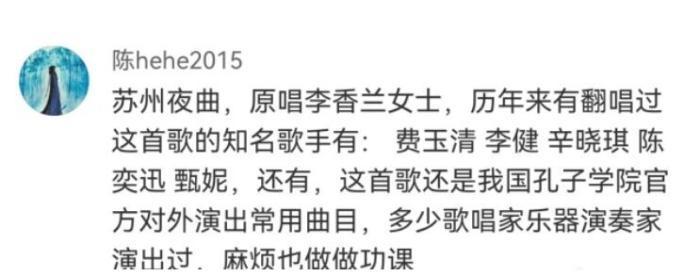 陈hehe2015
苏州夜曲，原唱李香兰女士，历年来有翻唱过
这首歌的知名歌手有： 费玉清 李健 辛晓琪 陈
奕迅 甄妮，还有，这首歌还是我国孔子学院官
方对外演出常用曲目，多少歌唱家乐器演奏家
演出过，麻烦也做做功课